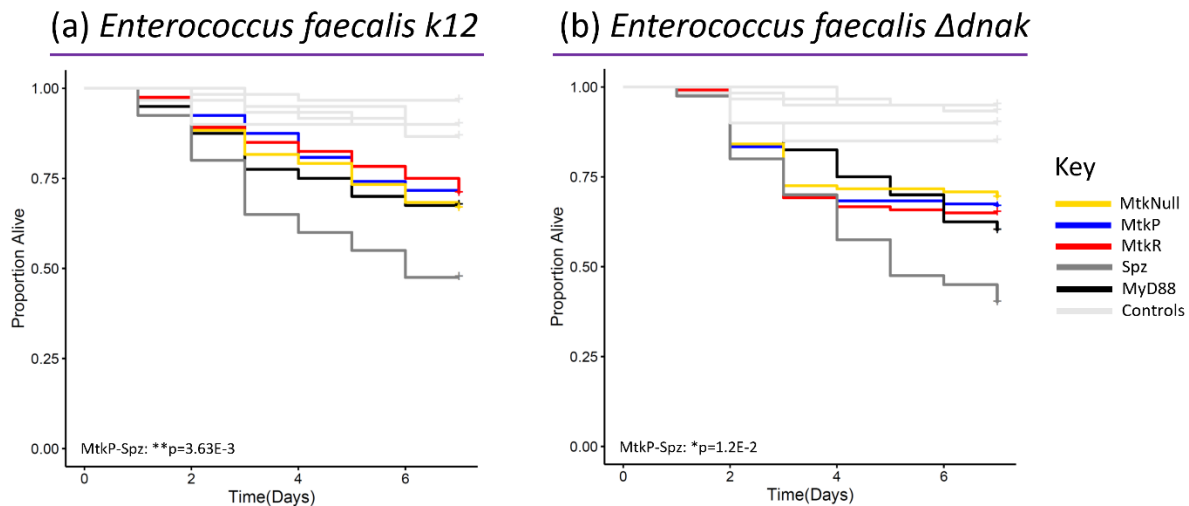 (a) Enterococcus faecalis k12
(b) Enterococcus faecalis Δdnak
Proportion Alive
1.00
0.75
0.50
0.25
0.00
MtkP-Spz: **p=3.63E-3
0 2 4 6
Time(Days)
Proportion Alive
1.00
0.75
0.50
0.25
0.00
MtkP-Spz: *p=1.2E-2
0 2 4 6
Time(Days)
Key
MtkNull
MtkP
MtkR
Spz
MyD88
Controls